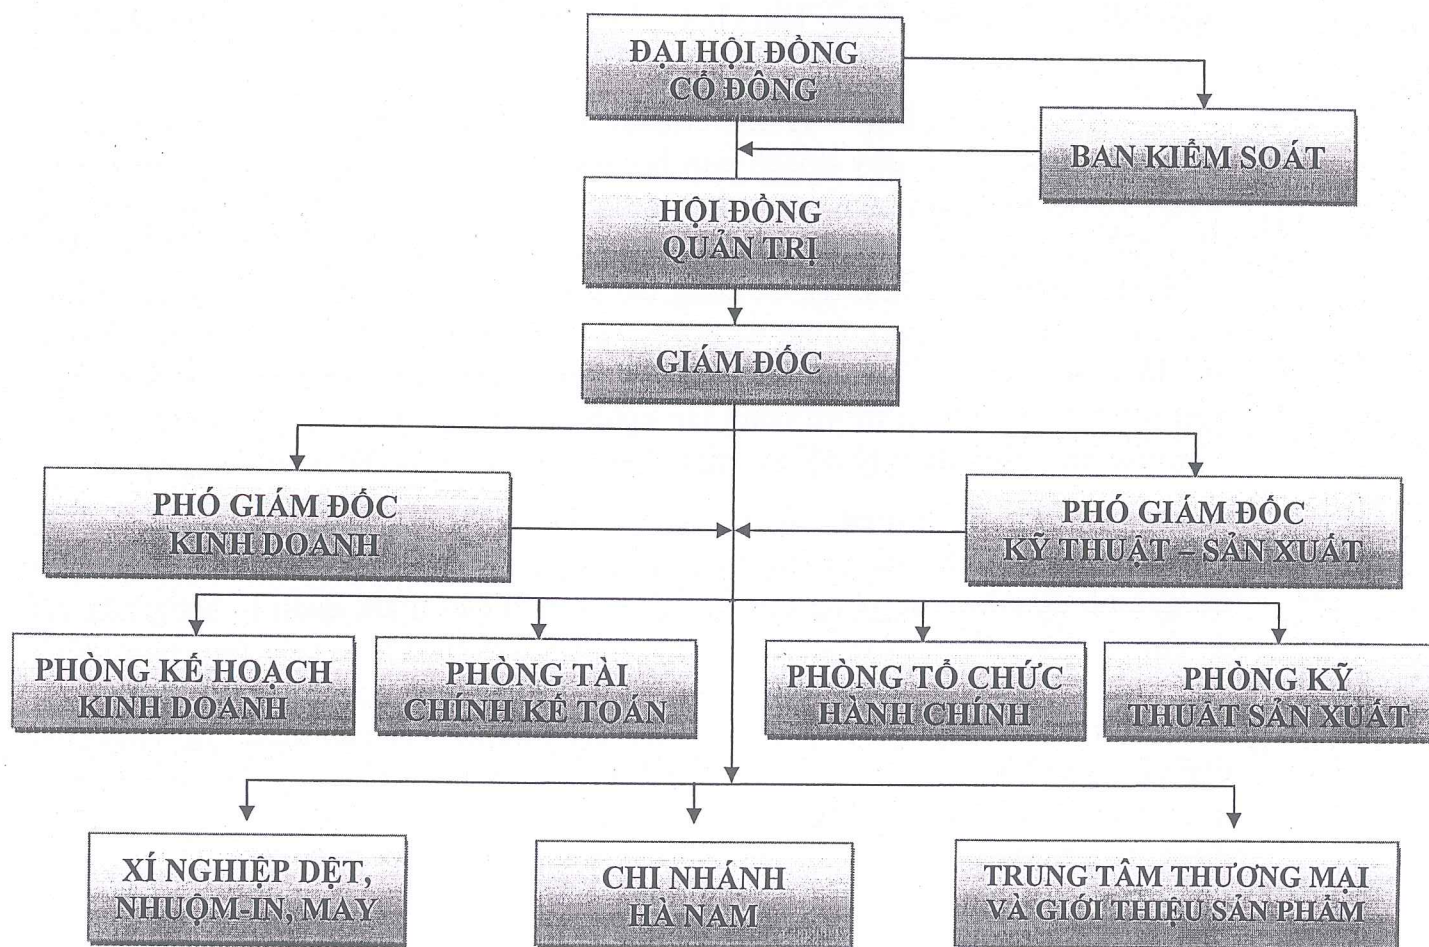 ĐẠI HỘI ĐỒNG
CỔ ĐÔNG
BAN KIỂM SOÁT
HỘI ĐỒNG
QUẢN TRỊ
GIÁM ĐỐC
PHÓ GIÁM ĐỐC
KINH DOANH
PHÓ GIÁM ĐỐC
KỸ THUẬT – SẢN XUẤT
PHÒNG KẾ HOẠCH
KINH DOANH
PHÒNG TÀI
CHÍNH KẾ TOÁN
PHÒNG TỔ CHỨC
HÀNH CHÍNH
PHÒNG KỸ
THUẬT SẢN XUẤT
XÍ NGHIỆP DỆT,
NHUỘM-IN, MAY
CHI NHÁNH
HÀ NAM
TRUNG TÂM THƯƠNG MẠI
VÀ GIỚI THIỆU SẢN PHẨM